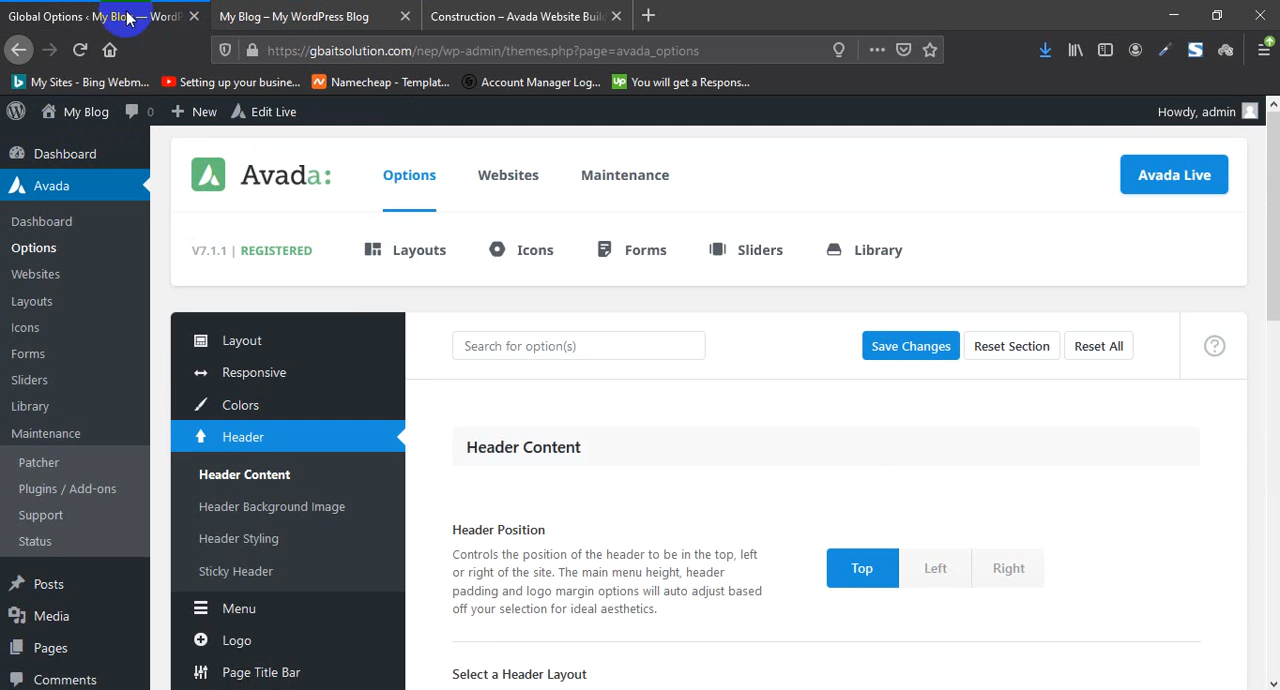 Global Options ‹ My Blog — WordP
My Blog – My WordPress Blog
Construction – Avada Website Buil
https://gbaitsolution.com/nep/wp-admin/themes.php?page=avada_options
My Sites - Bing Webm...
Setting up your busine...
Namecheap - Templat...
Account Manager Log...
Up You will get a Respons...
My Blog
0
New
Edit Live
Howdy, admin
Dashboard
Avada
Dashboard
Options
Websites
Layouts
Icons
Forms
Sliders
Library
Maintenance
Patcher
Plugins / Add-ons
Support
Status
Posts
Media
Pages
Comments
Avada:
Options
Websites
Maintenance
Avada Live
V7.1.1 | REGISTERED
Layouts
Icons
Forms
Sliders
Library
Layout
Responsive
Colors
Header
Header Content
Header Background Image
Header Styling
Sticky Header
Menu
Logo
Page Title Bar
Search for option(s)
Save Changes
Reset Section
Reset All
Header Content
Header Position
Controls the position of the header to be in the top, left
or right of the site. The main menu height, header
padding and logo margin options will auto adjust based
off your selection for ideal aesthetics.
Top
Left
Right
Select a Header Layout